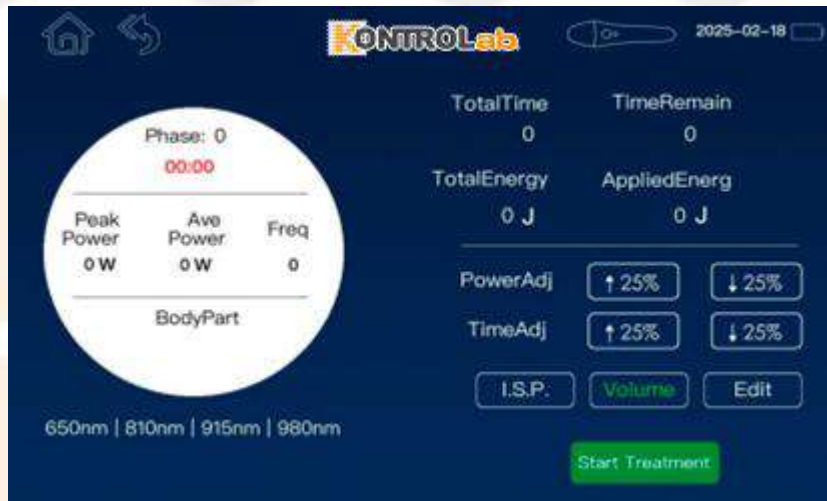 KONTROLab
2025-02-18
Phase: 0
00:00
Peak Power
Ave Power
Freq
0 W
0 W
0
BodyPart
650nm | 810nm | 915nm | 980nm
TotalTime
TimeRemain
0
0
TotalEnergy
AppliedEnerg
0 J
0 J
PowerAdj
↑ 25%
↓ 25%
TimeAdj
↑ 25%
↓ 25%
I.S.P.
Volume
Edit
Start Treatment